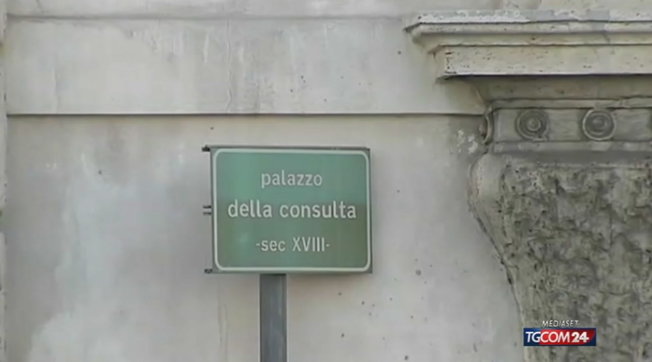 palazzo
della consulta
-sec XVIII-
MEDIASET
TGCOM24